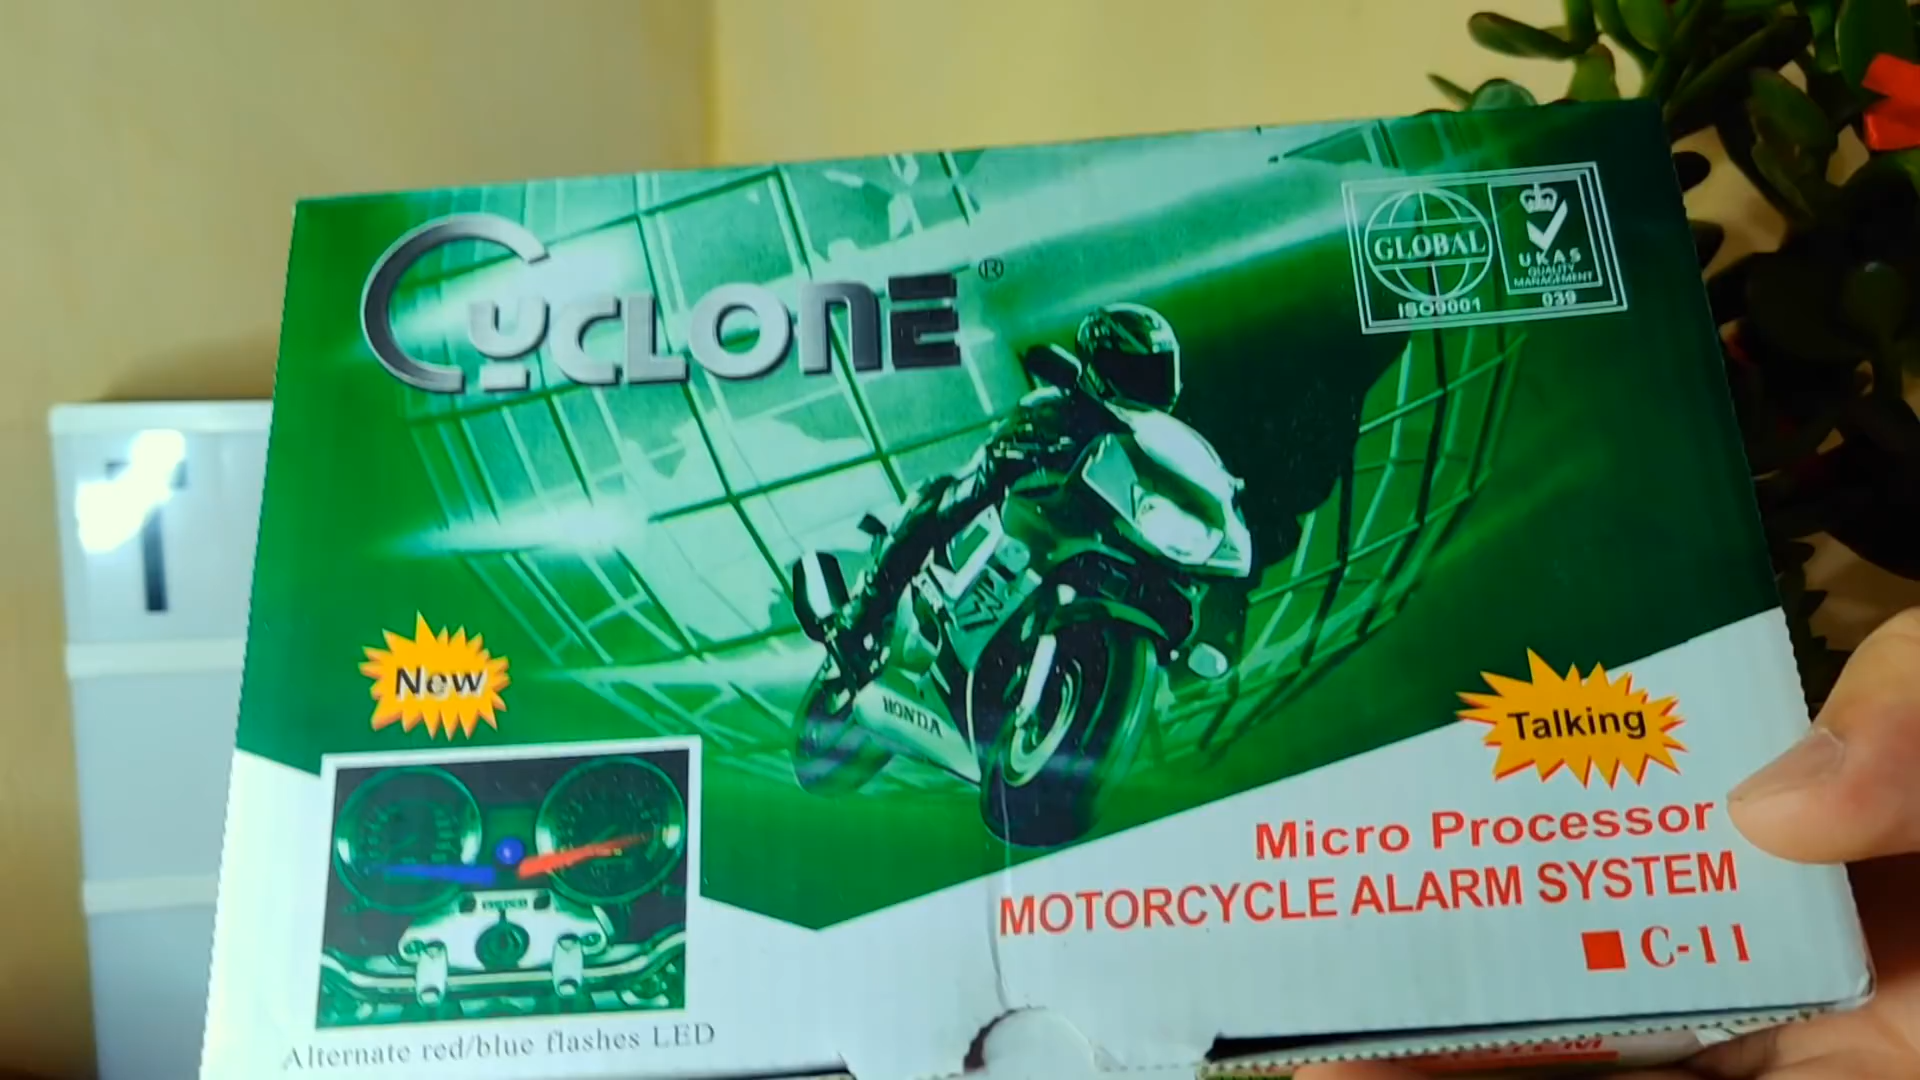 CYCLONE ®
GLOBAL
ISO9001
UKAS
QUALITY
MANAGEMENT
039
New
HONDA
Talking
Micro Processor
MOTORCYCLE ALARM SYSTEM
C-11
Alternate red/blue flashes LED